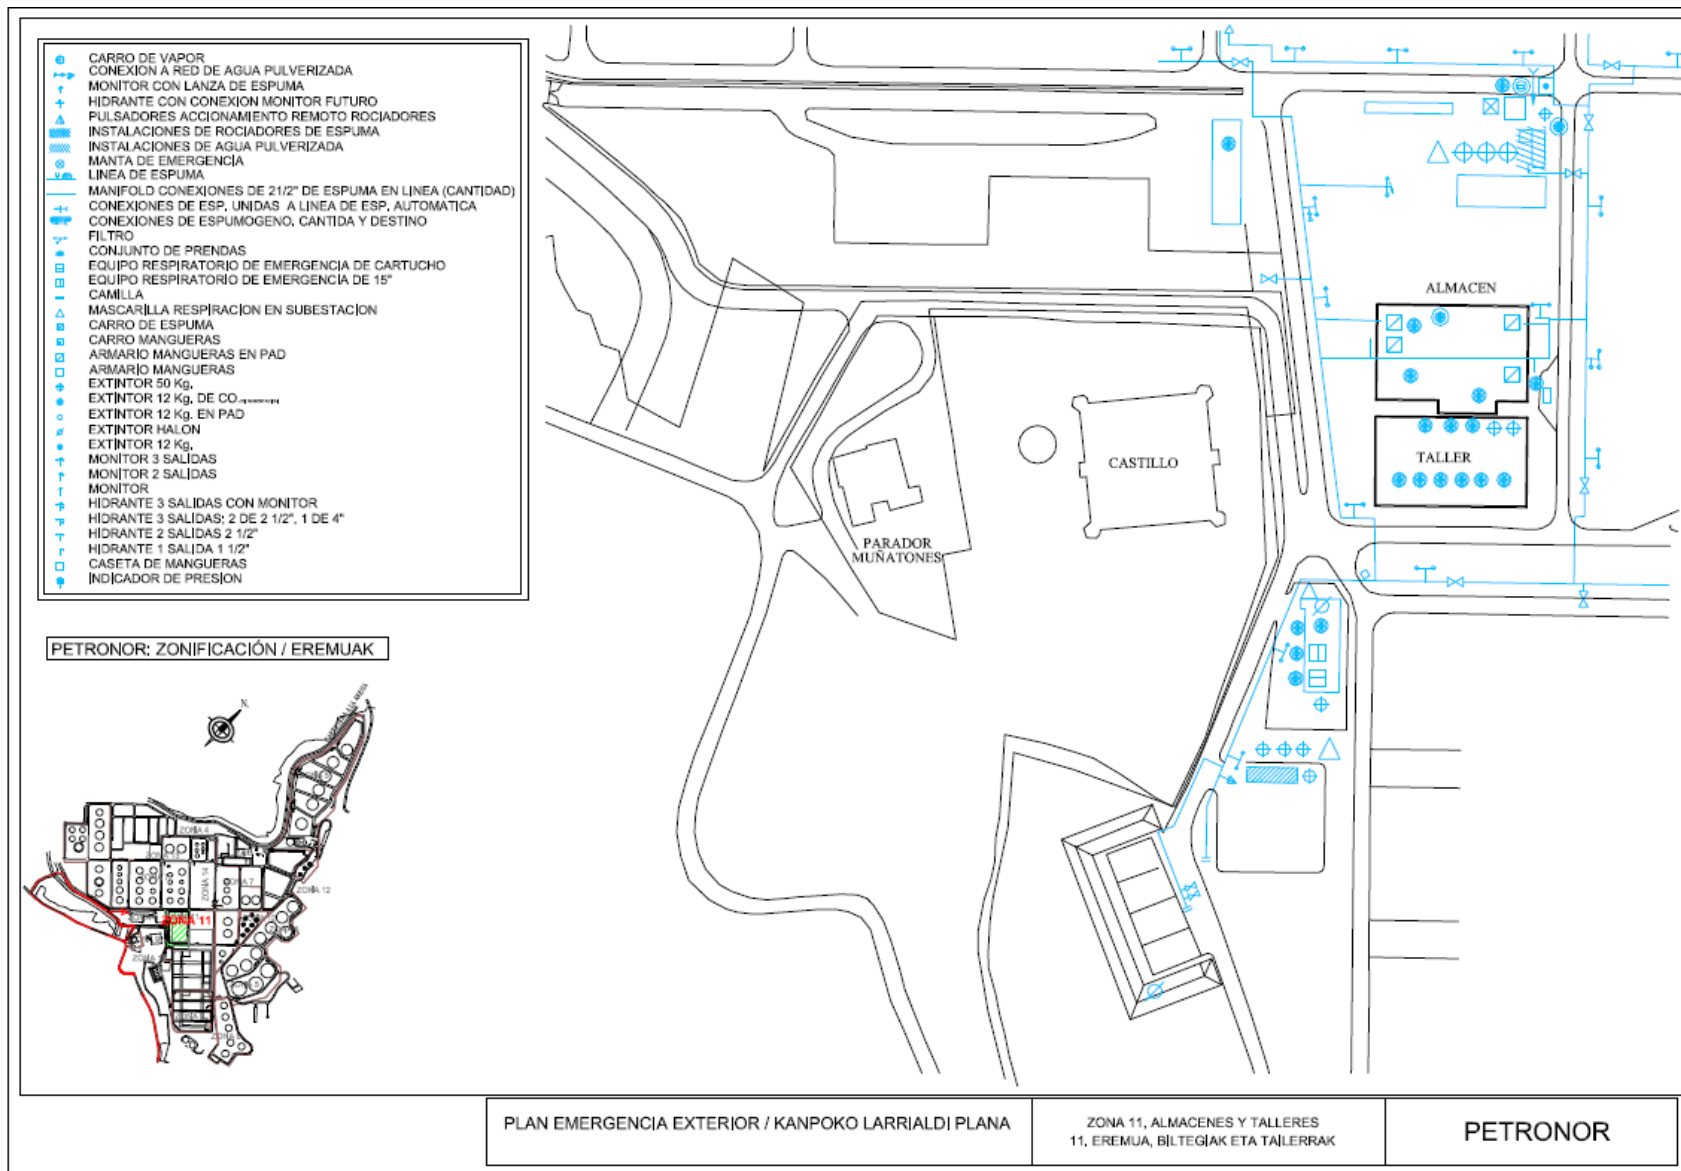 CARRO DE VAPOR
CONEXION A RED DE AGUA PULVERIZADA
MONITOR CON LANZA DE ESPUMA
HIDRANTE CON CONEXION MONITOR FUTURO
PULSADORES ACCIONAMIENTO REMOTO ROCIADORES
INSTALACIONES DE ROCIADORES DE ESPUMA
INSTALACIONES DE AGUA PULVERIZADA
MANTA DE EMERGENCIA
LINEA DE ESPUMA
MANIFOLD CONEXIONES DE 21/2" DE ESPUMA EN LINEA (CANTIDAD)
CONEXIONES DE ESP. UNIDAS A LINEA DE ESP. AUTOMATICA
CONEXIONES DE ESPUMOGENO. CANTIDA Y DESTINO
FILTRO
CONJUNTO DE PRENDAS
EQUIPO RESPIRATORIO DE EMERGENCIA DE CARTUCHO
EQUIPO RESPIRATORIO DE EMERGENCIA DE 15"
CAMILLA
MASCARILLA RESPIRACION EN SUBESTACION
CARRO DE ESPUMA
CARRO MANGUERAS
ARMARIO MANGUERAS EN PAD
ARMARIO MANGUERAS
EXTINTOR 50 Kg.
EXTINTOR 12 Kg. DE CO
EXTINTOR 12 Kg. EN PAD
EXTINTOR HALON
EXTINTOR 12 Kg.
MONITOR 3 SALIDAS
MONITOR 2 SALIDAS
MONITOR
HIDRANTE 3 SALIDAS CON MONITOR
HIDRANTE 3 SALIDAS; 2 DE 2 1/2", 1 DE 4"
HIDRANTE 2 SALIDAS 2 1/2"
HIDRANTE 1 SALIDA 1 1/2"
CASETA DE MANGUERAS
INDICADOR DE PRESION
PETRONOR: ZONIFICACIÓN / EREMUAK
N.
ZONA 4
ZONA 14
ZONA 7
ZONA 12
ZONA 11
ALMACEN
TALLER
CASTILLO
PARADOR
MUÑATONES
PLAN EMERGENCIA EXTERIOR / KANPOKO LARRIALDI PLANA
ZONA 11, ALMACENES Y TALLERES
11, EREMUA, BILTEGIAK ETA TAILERRAK
PETRONOR